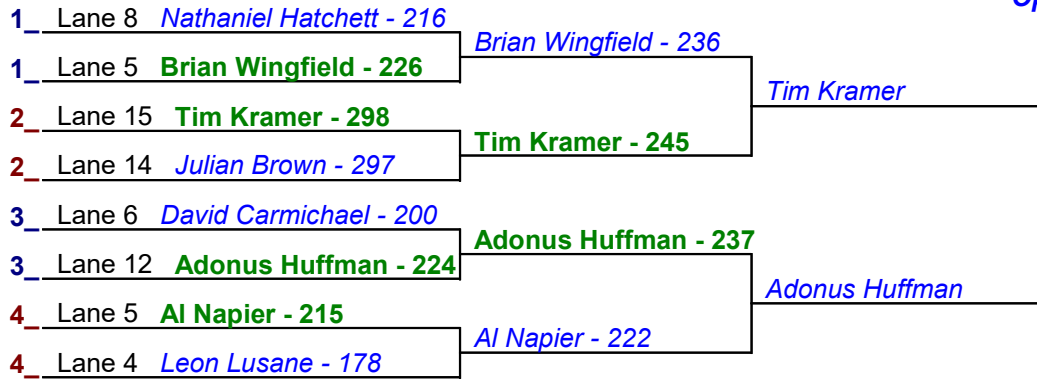 1_ Lane 8 Nathaniel Hatchett - 216
1_ Lane 5 Brian Wingfield - 226
2_ Lane 15 Tim Kramer - 298
2_ Lane 14 Julian Brown - 297
3_ Lane 6 David Carmichael - 200
3_ Lane 12 Adonus Huffman - 224
4_ Lane 5 Al Napier - 215
4_ Lane 4 Leon Lusane - 178
Brian Wingfield - 236
Tim Kramer - 245
Adonus Huffman - 237
Al Napier - 222
Tim Kramer
Adonus Huffman